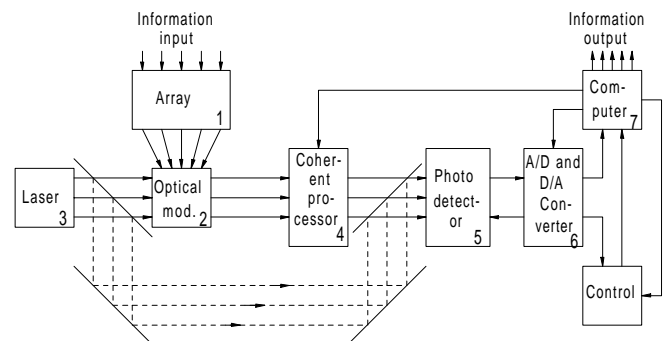 Information
input
Information
output
Array
1
Com-
puter
7
Laser
3
Optical
mod.
2
Coher-
ent
pro-
cessor
4
Photo
detect-
or
5
A/D and
D/A
Con-
verter
6
Control